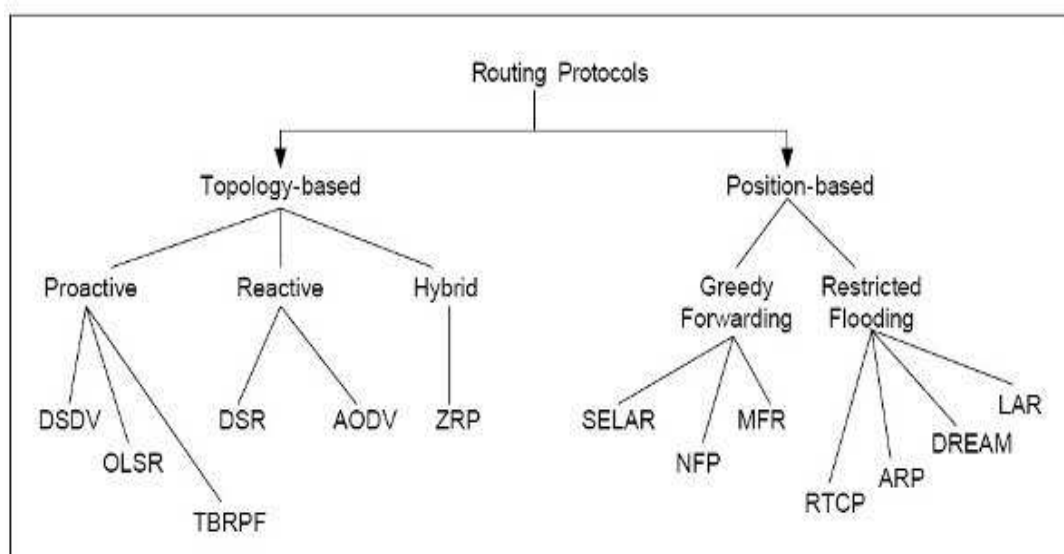 Routing Protocols
Topology-based
Position-based
Proactive
Reactive
Hybrid
Greedy
Forwarding
Restricted
Flooding
DSDV
OLSR
TBRPF
DSR
AODV
ZRP
SELAR
NFP
MFR
RTCP
ARP
DREAM
LAR